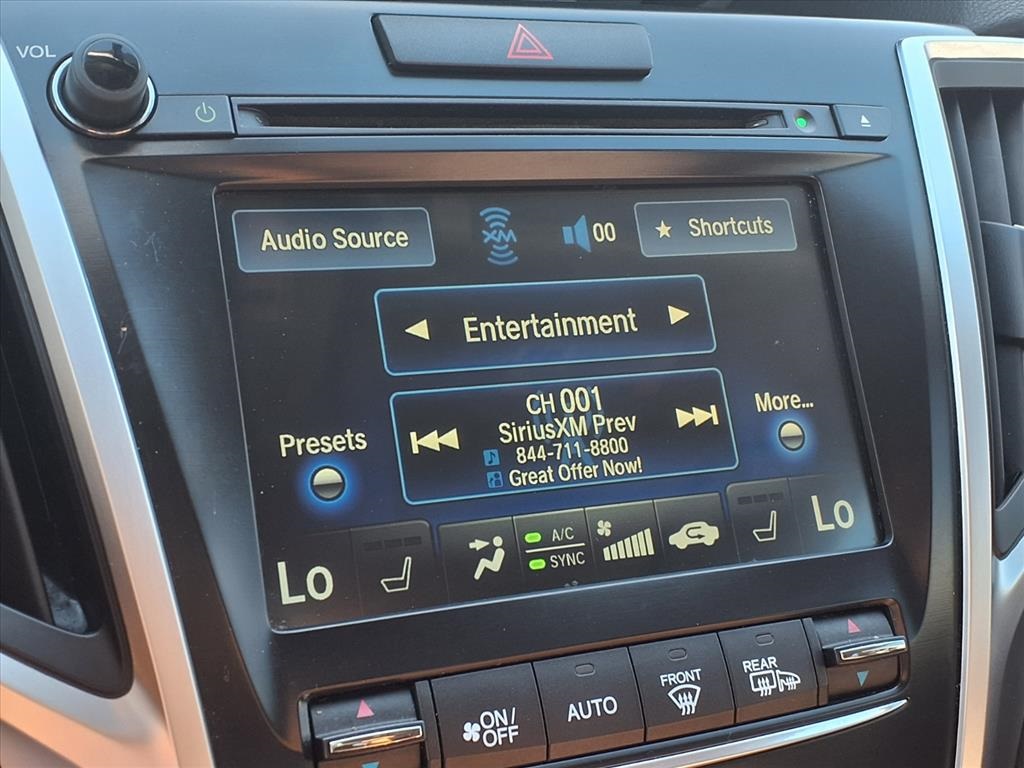 VOL
Audio Source
XM
00
★ Shortcuts
Entertainment
CH 001
SiriusXM Prev
844-711-8800
Great Offer Now!
Presets
More...
Lo
A/C
SYNC
Lo
ON/
OFF
AUTO
FRONT
REAR